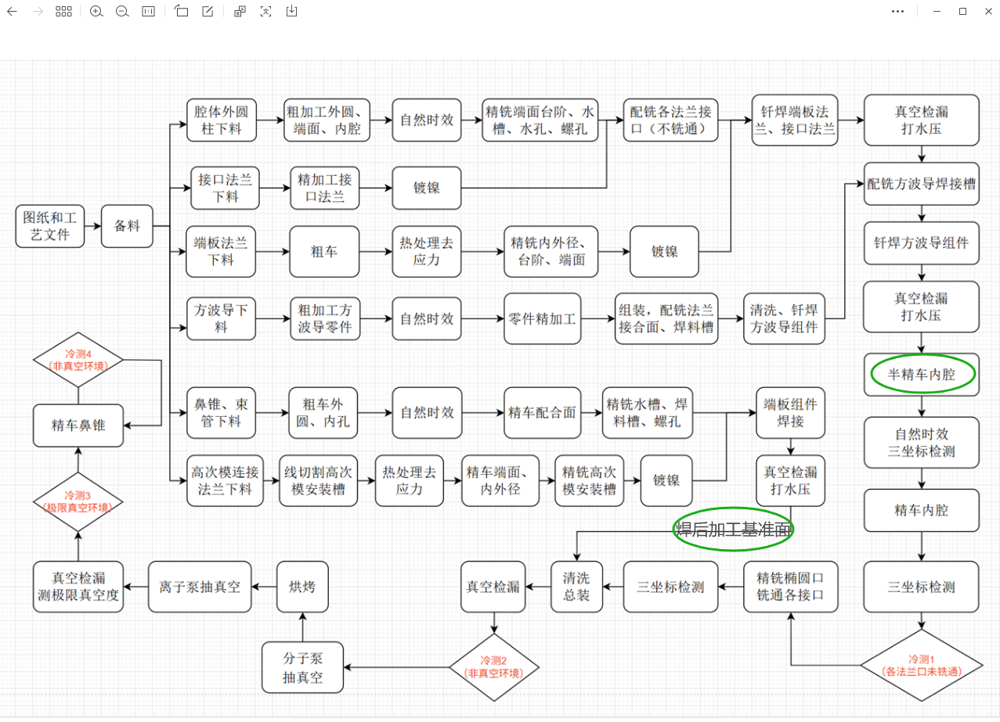 腔体外圆
柱下料
粗加工外圆、
端面、内腔
自然时效
精铣端面台阶、水
槽、水孔、螺孔
配铣各法兰接
口（不铣通）
钎焊端板法
兰、接口法兰
真空检漏
打水压
接口法兰
下料
精加工接
口法兰
镀镍
配铣方波导焊接槽
图纸和工
艺文件
备料
端板法兰
下料
粗车
热处理去
应力
精铣内外径、
台阶、端面
镀镍
钎焊方波导组件
方波导下
料
粗加工方
波导零件
自然时效
零件精加工
组装，配铣法兰
接合面、焊料槽
清洗、钎焊
方波导组件
真空检漏
打水压
冷测4
（非真空环境）
半精车内腔
精车鼻锥
鼻锥、束
管下料
粗车外
圆、内孔
自然时效
精车配合面
精铣水槽、焊
料槽、螺孔
端板组件
焊接
自然时效
三坐标检测
冷测3
（极限真空环境）
高次模连接
法兰下料
线切割高次
模安装槽
热处理去
应力
精车端面、
内外径
精铣高次
模安装槽
镀镍
真空检漏
打水压
精车内腔
焊后加工基准面
真空检漏
测极限真空度
离子泵抽真空
烘烤
真空检漏
清洗
总装
三坐标检测
精铣椭圆口
铣通各接口
三坐标检测
分子泵
抽真空
冷测2
（非真空环境）
冷测1
（各法兰口未铣通）